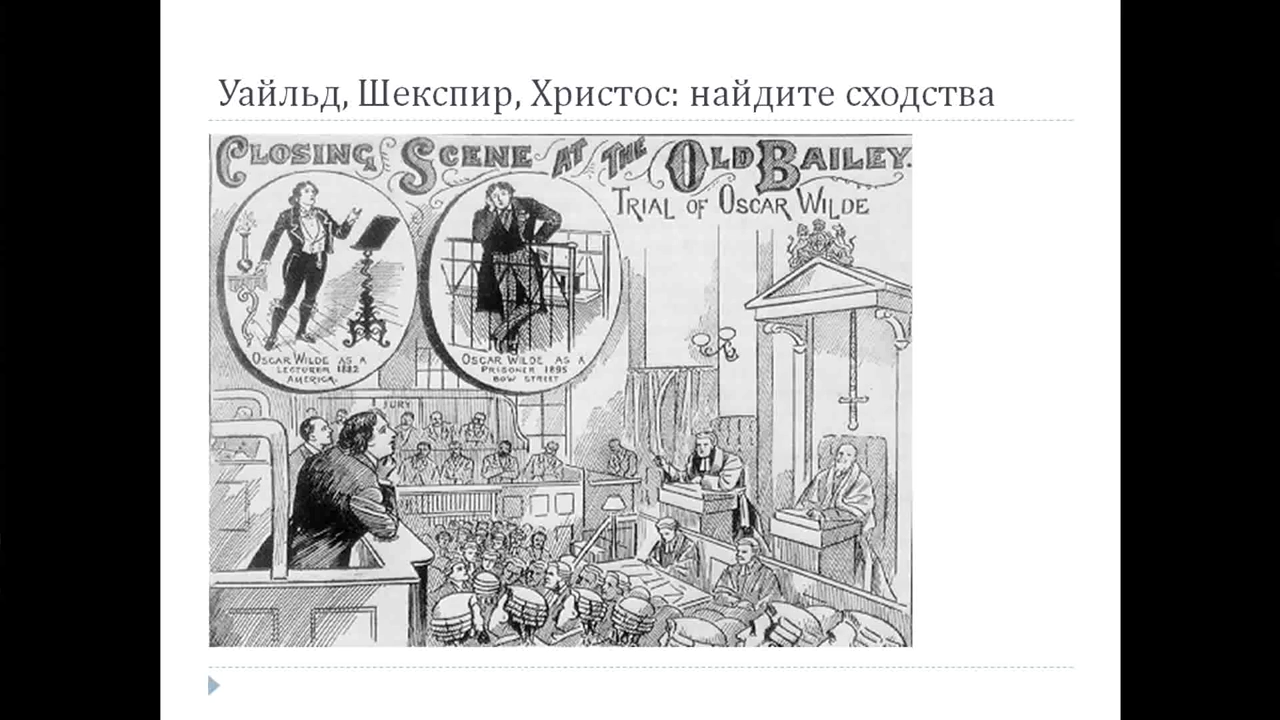 Уайльд, Шекспир, Христос: найдите сходства
CLOSING SCENE AT THE OLD BAILEY.
TRIAL OF OSCAR WILDE
OSCAR WILDE AS A
LECTURER 1882
AMERICA.
OSCAR WILDE AS A
PRISONER 1895
BOW STREET
JURY